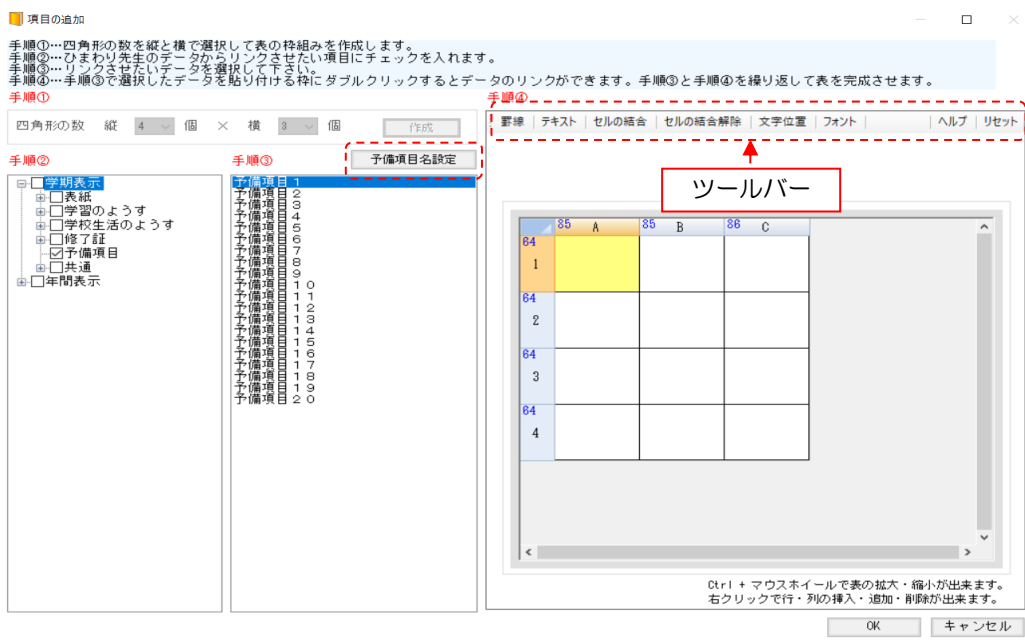 項目の追加
手順①…四角形の数を縦と横で選択して表の枠組みを作成します。
手順②…ひまわり先生のデータからリンクさせたい項目にチェックを入れます。
手順③…リンクさせたいデータを選択して下さい。
手順④…手順③で選択したデータを貼り付ける枠にダブルクリックするとデータのリンクができます。手順③と手順④を繰り返して表を完成させます。
手順①
四角形の数 縦 4 個 × 横 3 個 作成
手順②
学期表示
表紙
学習のようす
学校生活のようす
修了証
予備項目
共通
年間表示
手順③
予備項目名設定
予備項目1
予備項目2
予備項目3
予備項目4
予備項目5
予備項目6
予備項目7
予備項目8
予備項目9
予備項目10
予備項目11
予備項目12
予備項目13
予備項目14
予備項目15
予備項目16
予備項目17
予備項目18
予備項目19
予備項目20
手順④
罫線 テキスト セルの結合 セルの結合解除 文字位置 フォント ヘルプ リセット
ツールバー
85 A 85 B 86 C
64
1
64
2
64
3
64
4
Ctrl + マウスホイールで表の拡大・縮小が出来ます。
右クリックで行・列の挿入・追加・削除が出来ます。
OK キャンセル